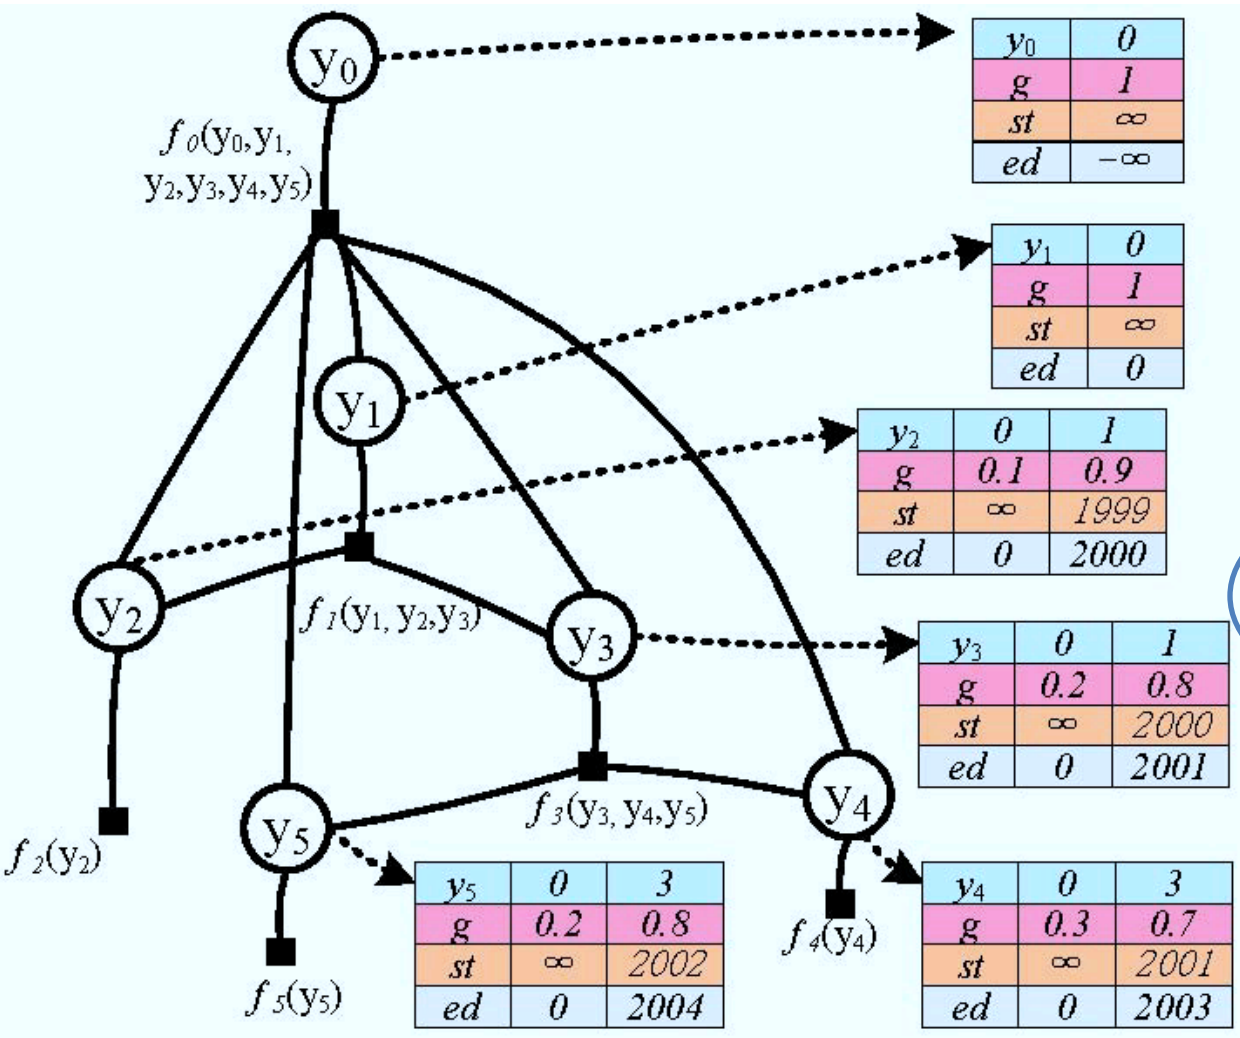 y0
f0(y0,y1,
y2,y3,y4,y5)
y0 0
g 1
st ∞
ed −∞
y1 0
g 1
st ∞
ed 0
y1
y2 0 1
g 0.1 0.9
st ∞ 1999
ed 0 2000
y2
f1(y1, y2,y3)
y3
y3 0 1
g 0.2 0.8
st ∞ 2000
ed 0 2001
f2(y2)
y5
f3(y3, y4,y5)
y4
y5 0 3
g 0.2 0.8
st ∞ 2002
ed 0 2004
f5(y5)
f4(y4)
y4 0 3
g 0.3 0.7
st ∞ 2001
ed 0 2003